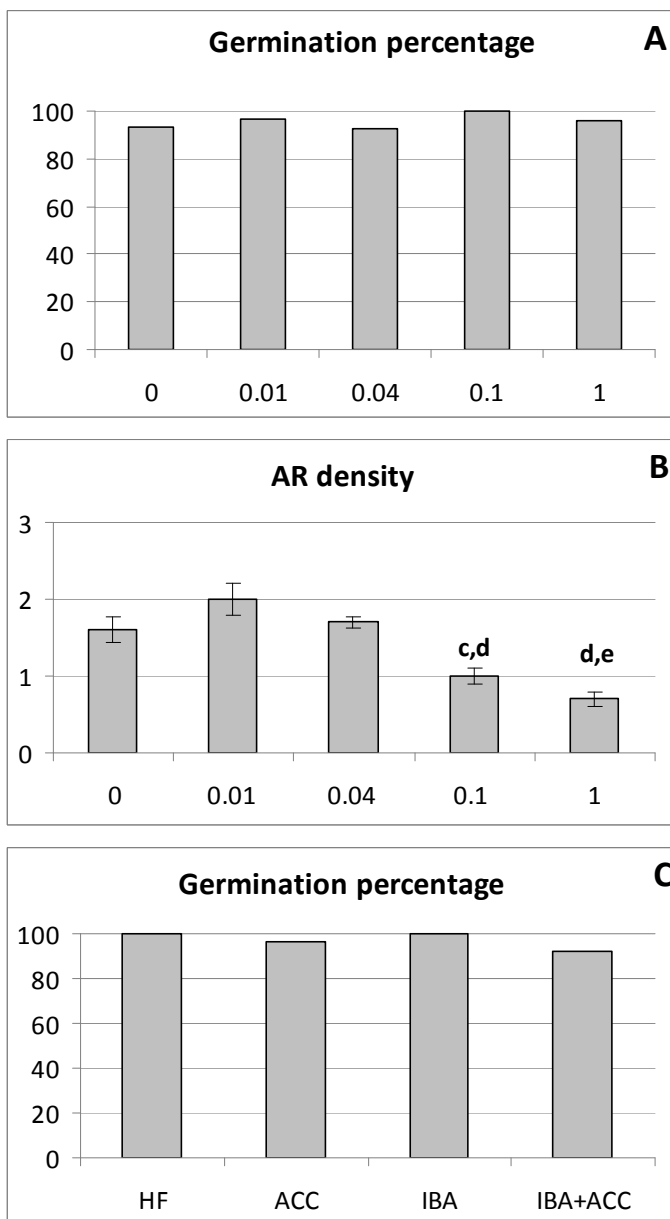 Germination percentage A
100
80
60
40
20
0
0 0.01 0.04 0.1 1
AR density B
3
2
1
0
c,d d,e
0 0.01 0.04 0.1 1
Germination percentage C
100
80
60
40
20
0
HF ACC IBA IBA+ACC